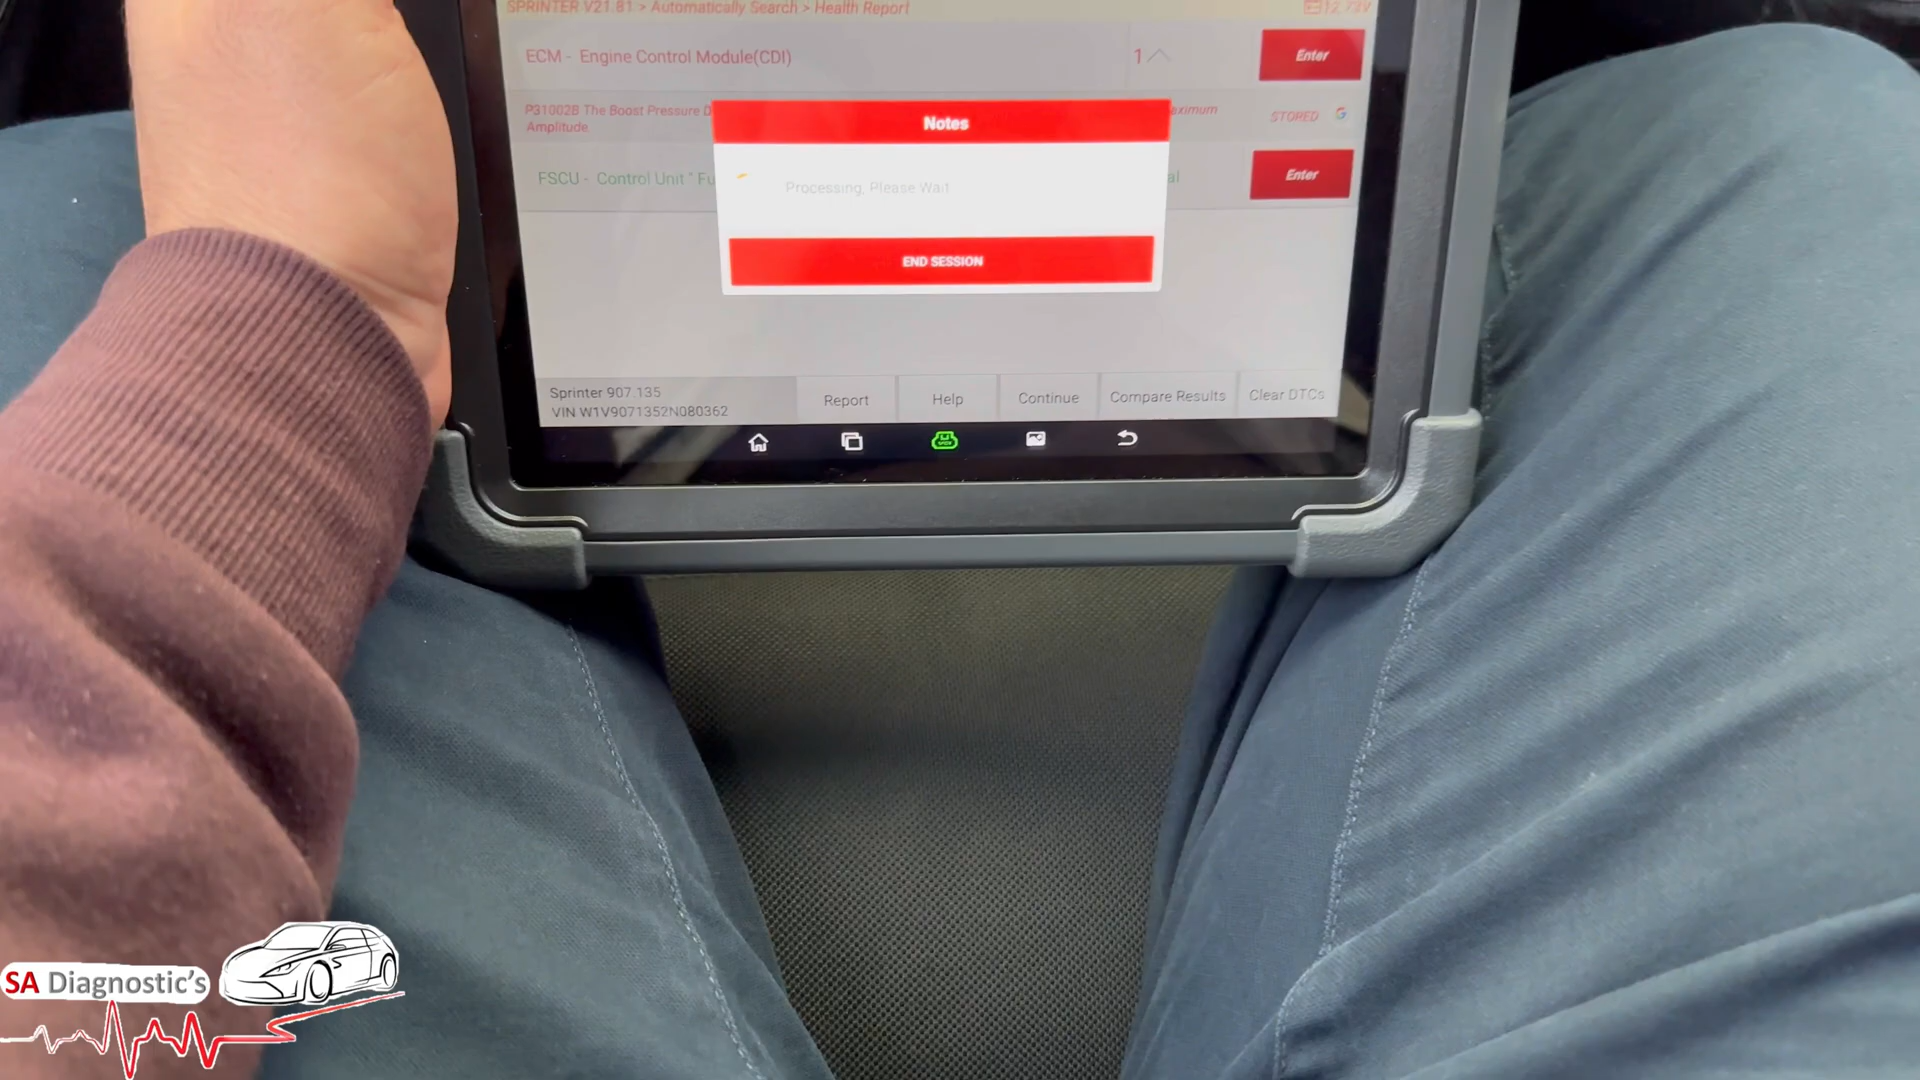 SPRINTER V21.81 > Automatically Search > Health Report
12.73V
ECM - Engine Control Module(CDI)
1
Enter
P31002B The Boost Pressure
Amplitude
STORED
Notes
FSCU - Control Unit "
Enter
Processing, Please Wait
END SESSION
Sprinter 907.135
VIN W1V9071352N080362
Report
Help
Continue
Compare Results
Clear DTCs
SA Diagnostic's